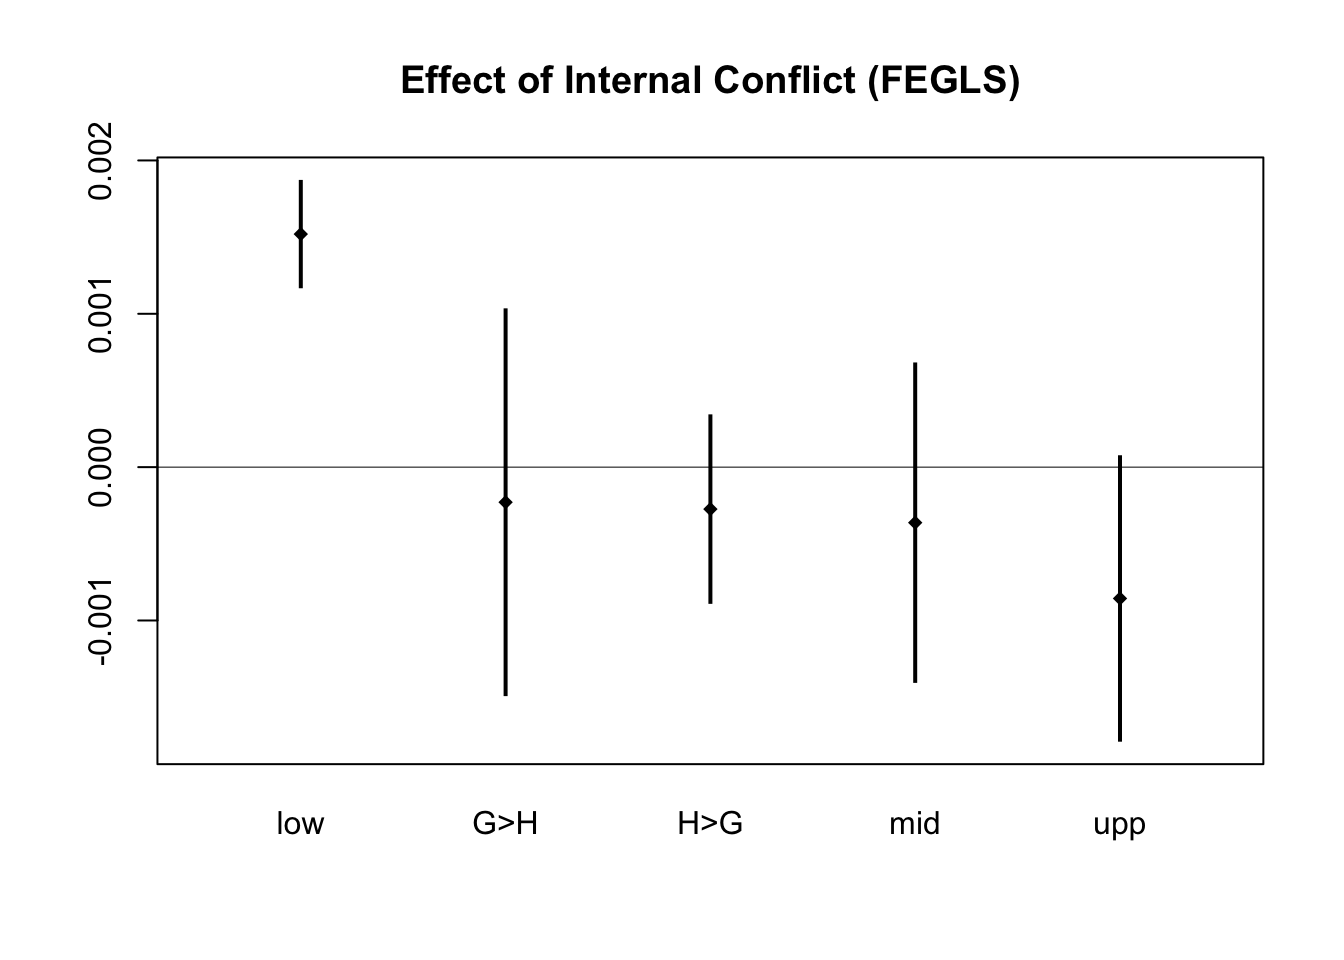 Effect of Internal Conflict (FEGLS)
0.002
0.001
0.000
-0.001
low G>H H>G mid upp